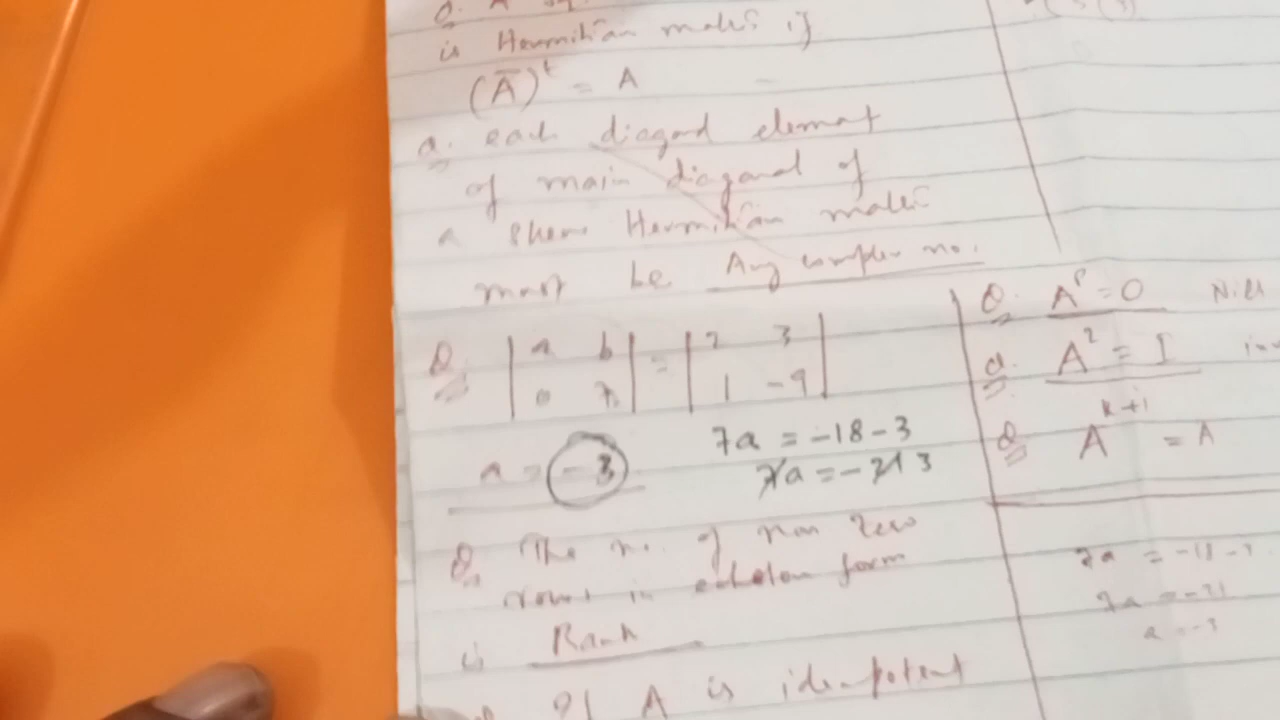 is Hermitian matrix if
(Ā)ᵗ = A
Q. each diagonal element
of main diagonal of
a skew Hermitian matrix
must be Any complex no.
Q. | a b | = | 2 3 |
| 0 7 | | 1 -9 |
a = -3
7a = -18-3
7a = -21 3
Q. The no. of non zero
rows in echelon form
is Rank
If A is idempotent
Q. Aᵖ = 0
Q. A² = I
Q. Aᵏ⁺¹ = A
7a = -18-3
7a = -21
a = -3